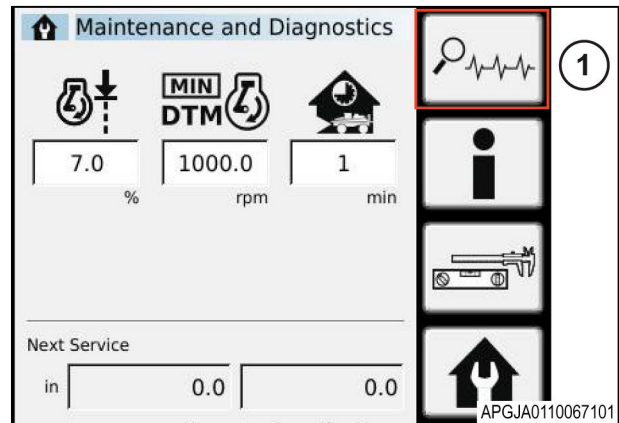 Maintenance and Diagnostics
1
MIN
DTM
7.0 1000.0 1
% rpm min
Next Service
in 0.0 0.0
APGJA0110067101